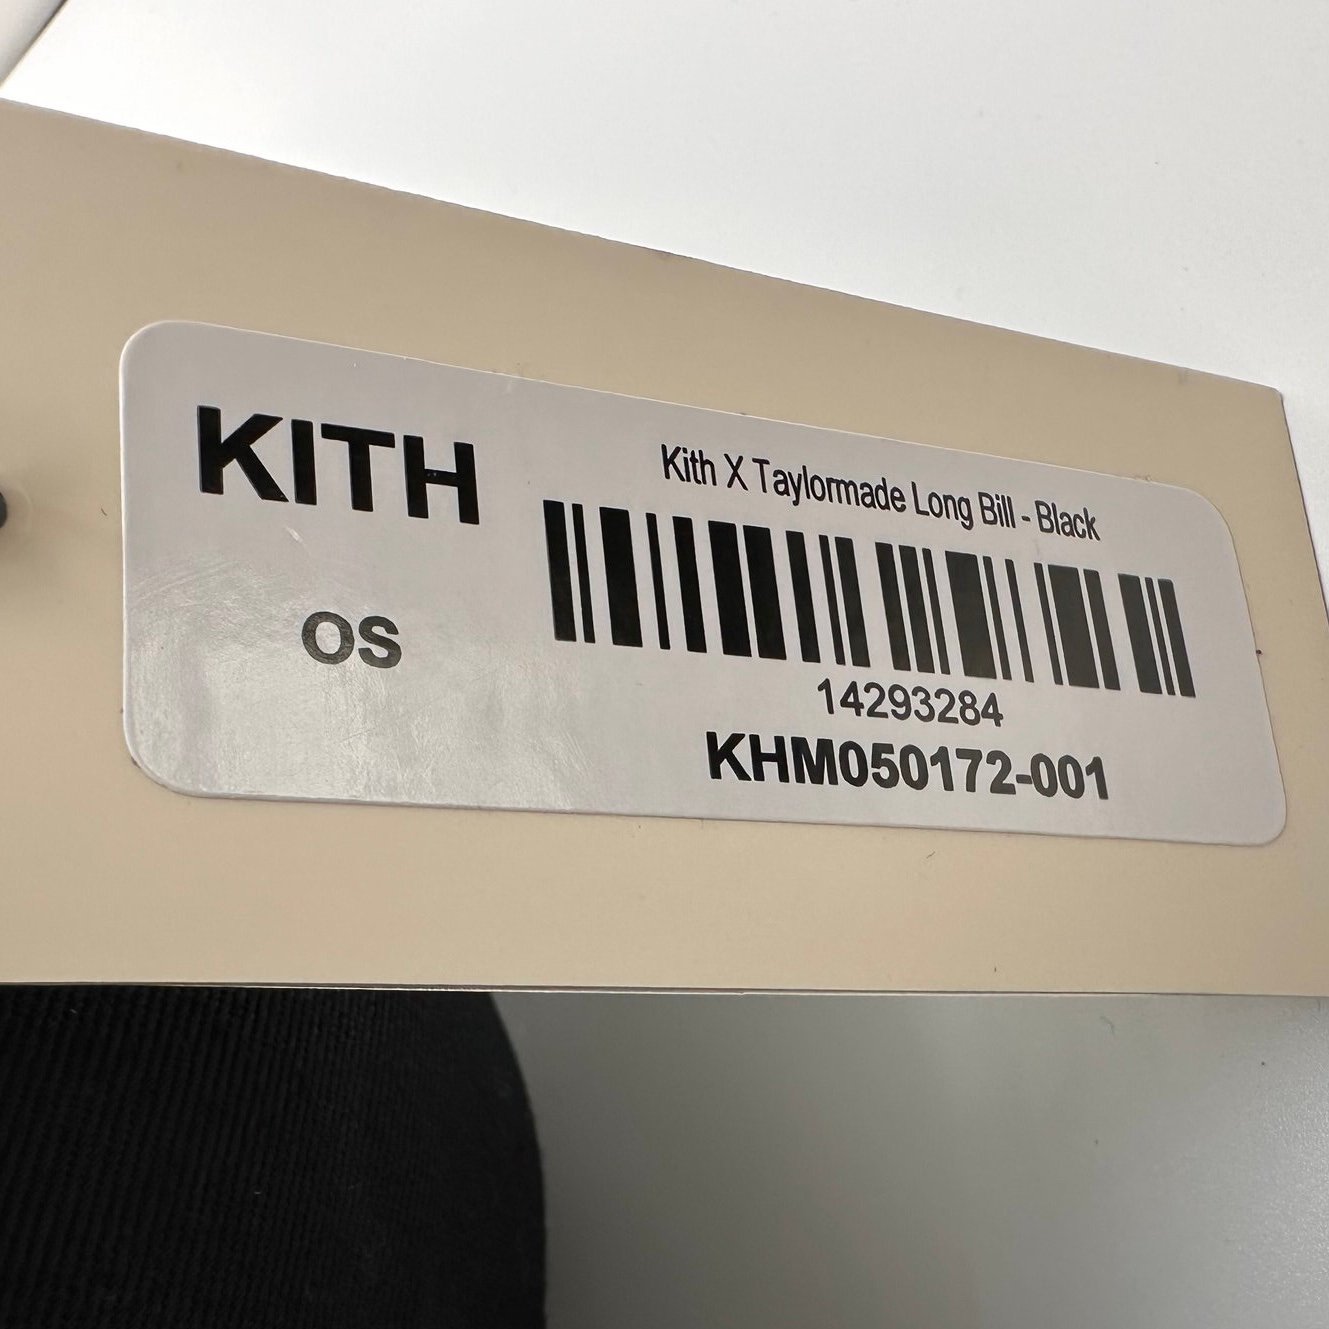 KITH
Kith X Taylormade Long Bill - Black
OS
14293284
KHM050172-001